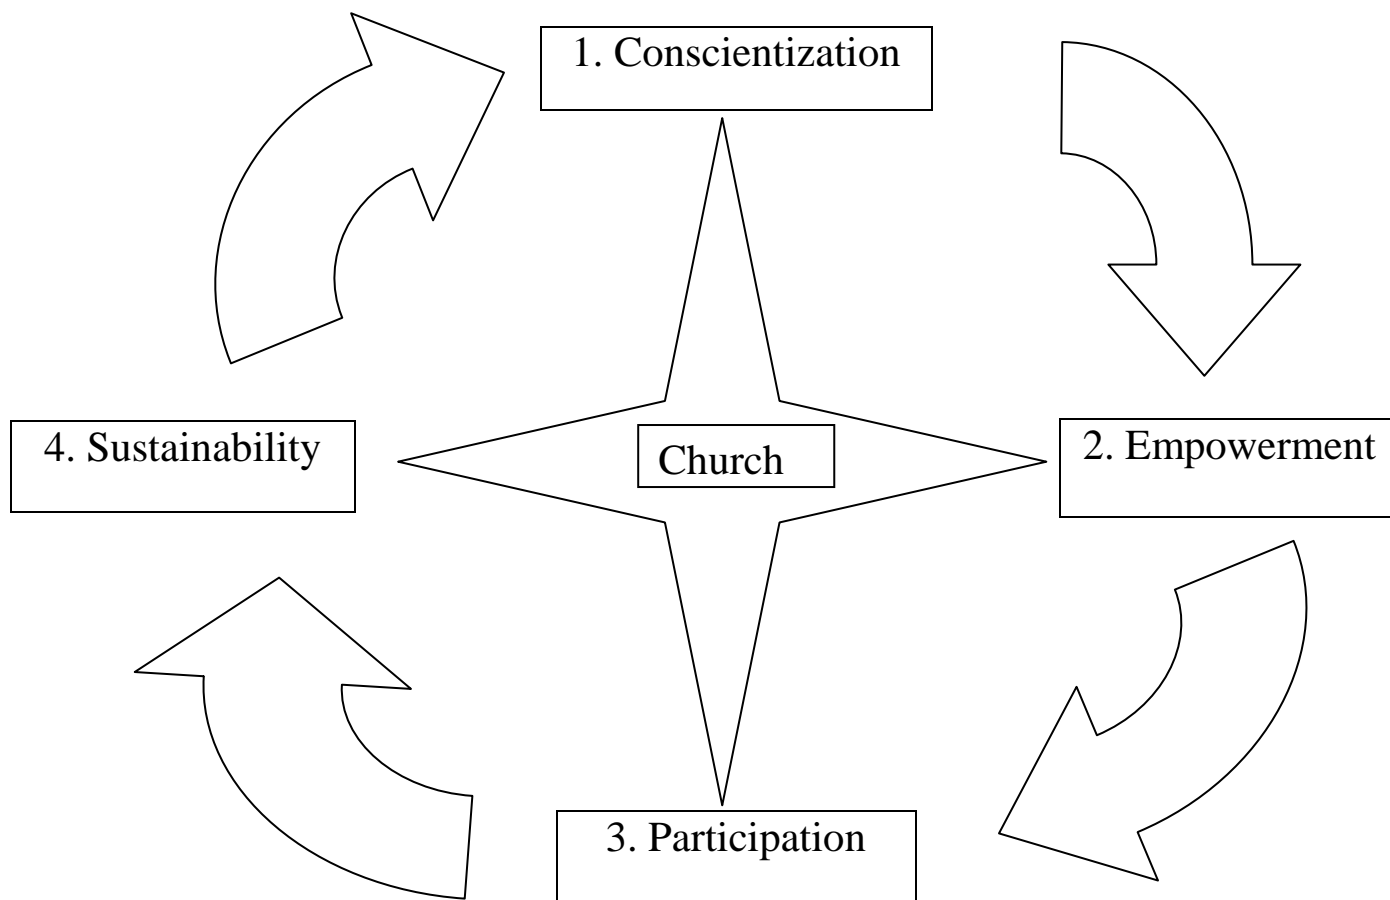 1. Conscientization
4. Sustainability
Church
2. Empowerment
3. Participation